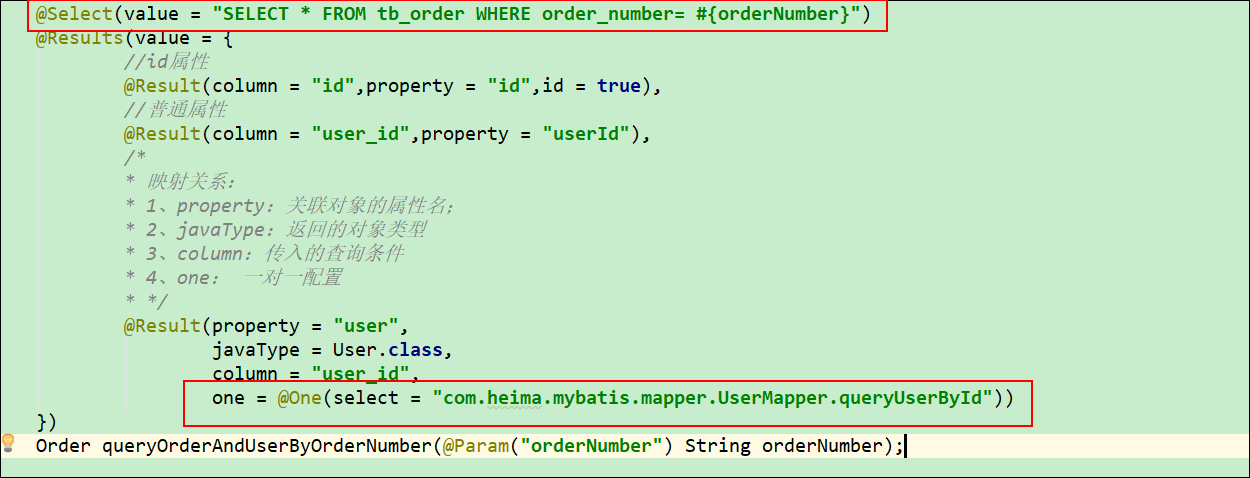 @Select(value = "SELECT * FROM tb_order WHERE order_number= #{orderNumber}")
@Results(value = {
//id属性
@Result(column = "id",property = "id",id = true),
//普通属性
@Result(column = "user_id",property = "userId"),
/*
* 映射关系：
* 1、property：关联对象的属性名；
* 2、javaType：返回的对象类型
* 3、column：传入的查询条件
* 4、one： 一对一配置
* */
@Result(property = "user",
javaType = User.class,
column = "user_id",
one = @One(select = "com.heima.mybatis.mapper.UserMapper.queryUserById"))
})
Order queryOrderAndUserByOrderNumber(@Param("orderNumber") String orderNumber);